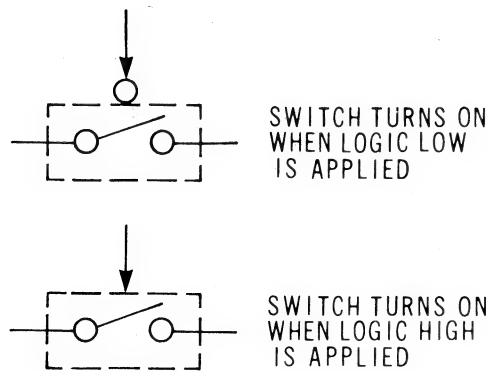 SWITCH TURNS ON
WHEN LOGIC LOW
IS APPLIED
SWITCH TURNS ON
WHEN LOGIC HIGH
IS APPLIED